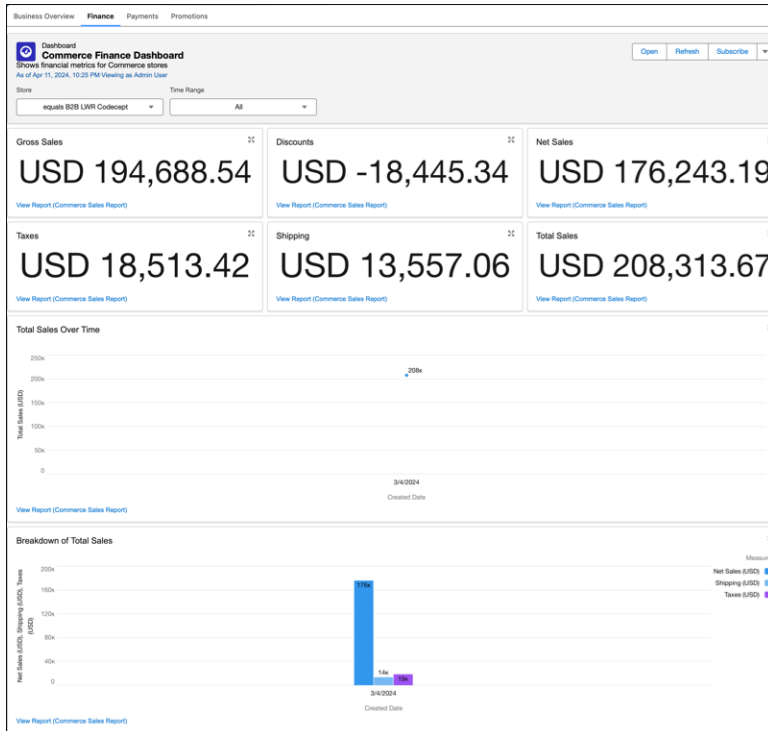 Business Overview Finance Payments Promotions
Dashboard
Commerce Finance Dashboard
Shows financial metrics for Commerce stores
As of Apr 11, 2024, 10:25 PM·Viewing as Admin User
Open Refresh Subscribe
Store Time Range
equals B2B LWR Codecept All
Gross Sales
USD 194,688.54
View Report (Commerce Sales Report)
Discounts
USD -18,445.34
View Report (Commerce Sales Report)
Net Sales
USD 176,243.19
View Report (Commerce Sales Report)
Taxes
USD 18,513.42
View Report (Commerce Sales Report)
Shipping
USD 13,557.06
View Report (Commerce Sales Report)
Total Sales
USD 208,313.67
View Report (Commerce Sales Report)
Total Sales Over Time
Total Sales (USD)
250k
200k
150k
100k
50k
0
208k
3/4/2024
Created Date
View Report (Commerce Sales Report)
Breakdown of Total Sales
Net Sales (USD), Shipping (USD), Taxes
(USD)
200k
160k
120k
80k
40k
0
176k
14k
19k
3/4/2024
Created Date
Measur
Net Sales (USD)
Shipping (USD)
Taxes (USD)
View Report (Commerce Sales Report)